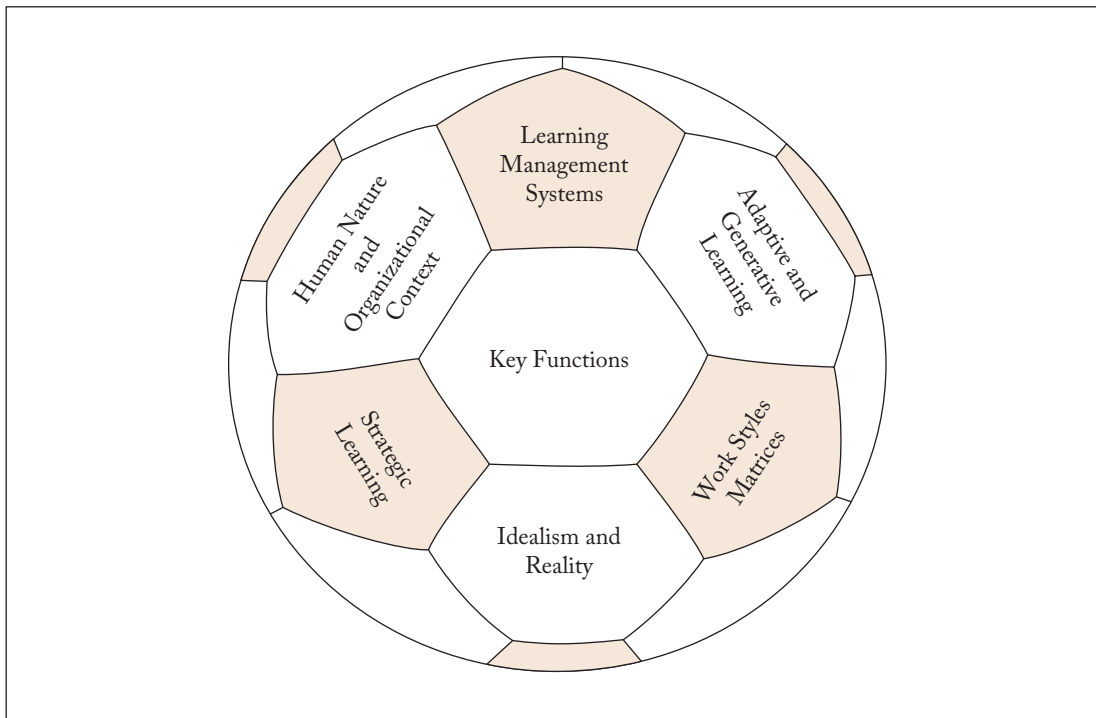 Learning
Management
Systems
Human Nature
and
Organizational
Context
Adaptive and
Generative
Learning
Key Functions
Strategic
Learning
Work Styles
Matrices
Idealism and
Reality